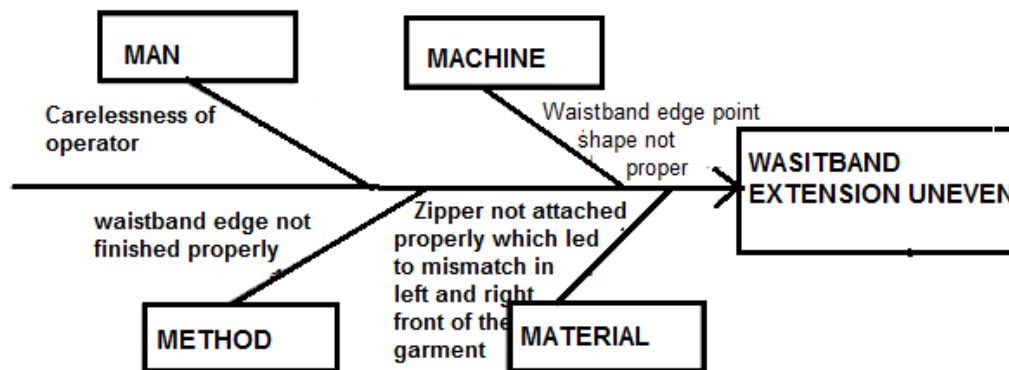 MAN
MACHINE
Carelessness of
operator
Waistband edge point
shape not
proper
WASITBAND
EXTENSION UNEVEN
waistband edge not
finished properly
Zipper not attached
properly which led
to mismatch in
left and right
front of the
garment
METHOD
MATERIAL